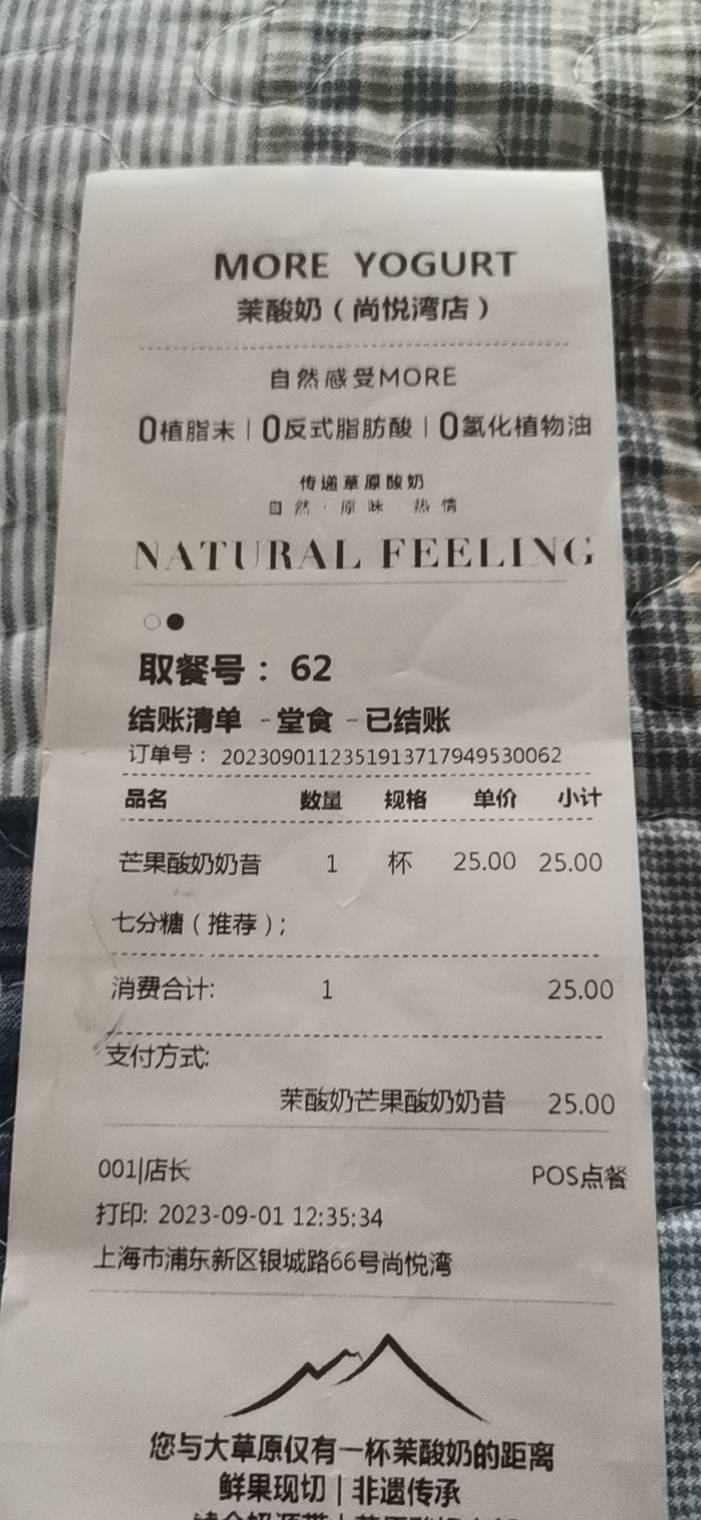 MORE YOGURT
茉酸奶（尚悦湾店）
自然感受MORE
0植脂末｜0反式脂肪酸｜0氢化植物油
传递草原酸奶
自然·原味·热情
NATURAL FEELING
取餐号：62
结账清单 -堂食 -已结账
订单号：20230901123519137179495​30062
品名 数量 规格 单价 小计
芒果酸奶奶昔 1 杯 25.00 25.00
七分糖（推荐）；
消费合计: 1 25.00
支付方式:
茉酸奶芒果酸奶奶昔 25.00
001|店长 POS点餐
打印: 2023-09-01 12:35:34
上海市浦东新区银城路66号尚悦湾
您与大草原仅有一杯茉酸奶的距离
鲜果现切｜非遗传承